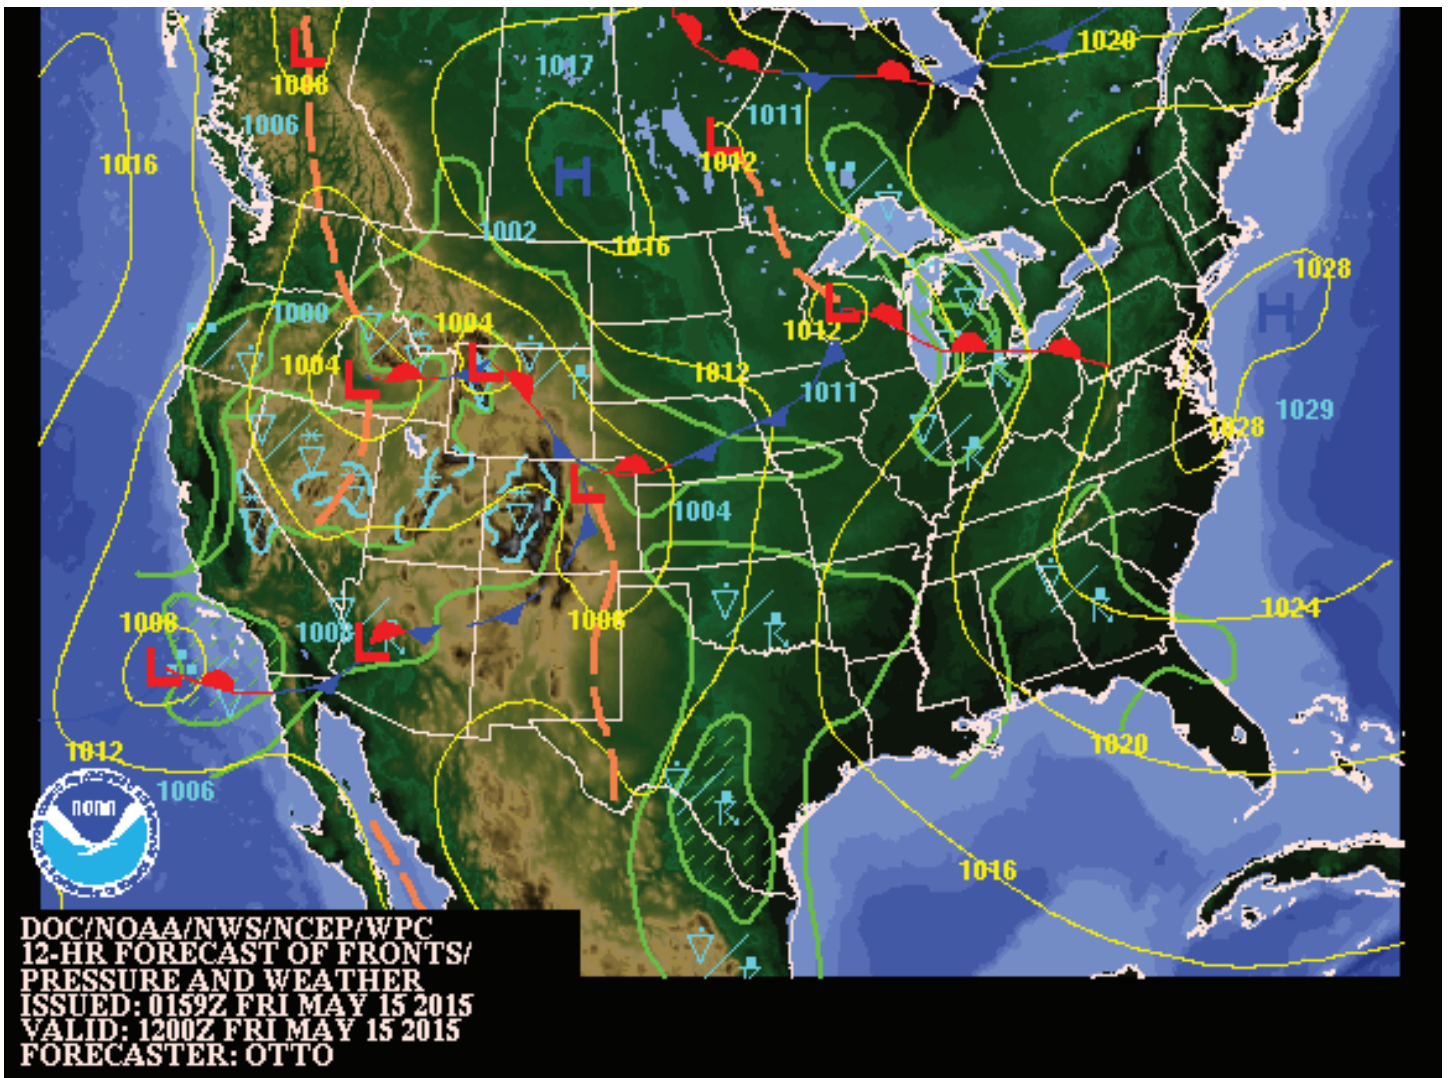 1020
1017
1008
1011
1006
1016
1012
1002
1016
1028
1000
1004
1004
1012
1012
1011
1029
1028
1004
1024
1008
1008
1008
1020
1012
1006
1016
L
L
L
L
L
L
L
L
H
H
noaa
DOC/NOAA/NWS/NCEP/WPC
12-HR FORECAST OF FRONTS/
PRESSURE AND WEATHER
ISSUED: 0159Z FRI MAY 15 2015
VALID: 1200Z FRI MAY 15 2015
FORECASTER: OTTO